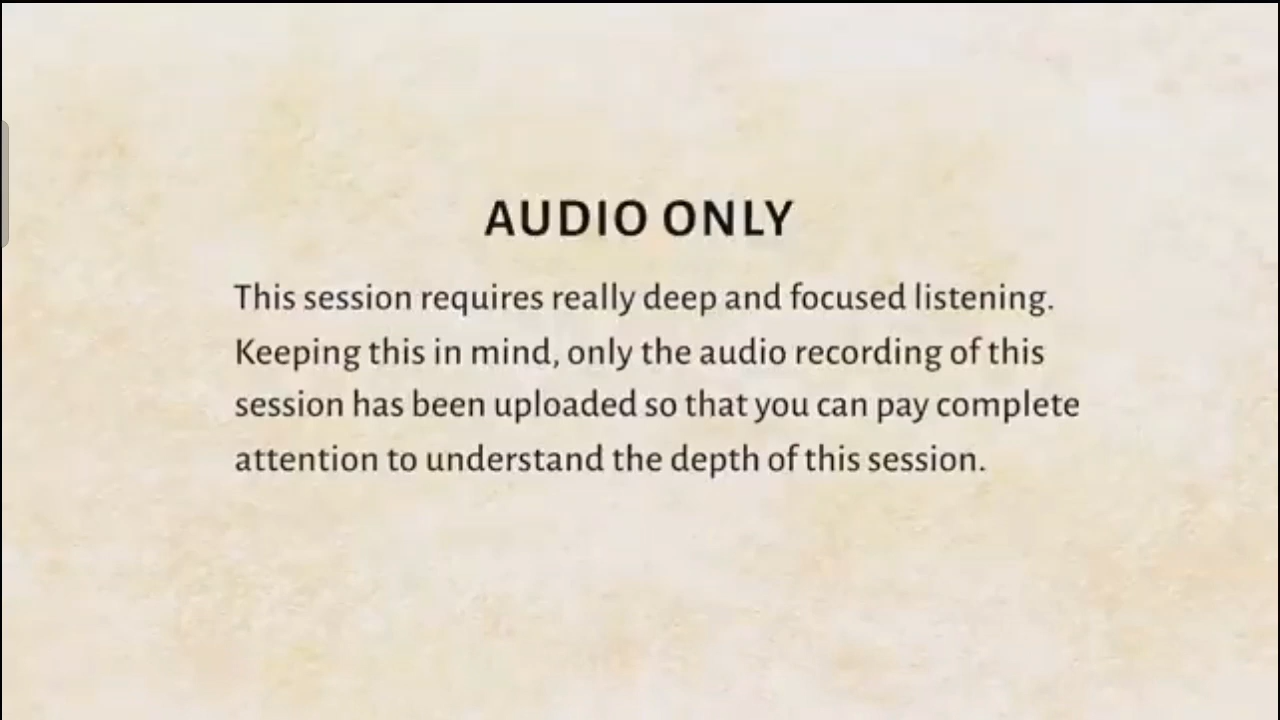 AUDIO ONLY
This session requires really deep and focused listening.
Keeping this in mind, only the audio recording of this
session has been uploaded so that you can pay complete
attention to understand the depth of this session.